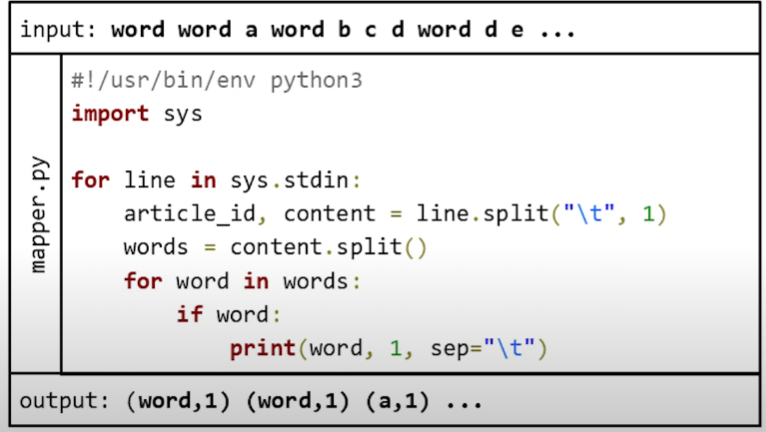 input: word word a word b c d word d e ...
mapper.py
#!/usr/bin/env python3
import sys
for line in sys.stdin:
    article_id, content = line.split("\t", 1)
    words = content.split()
    for word in words:
        if word:
            print(word, 1, sep="\t")
output: (word,1) (word,1) (a,1) ...